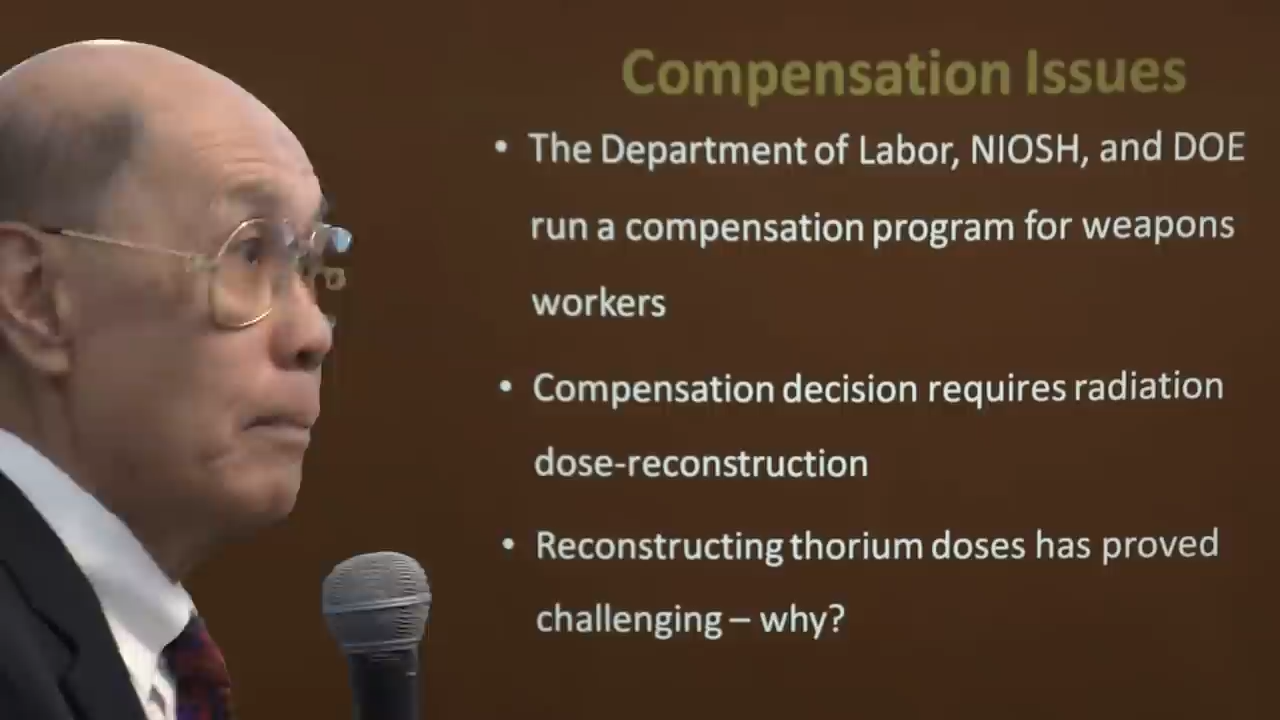 Compensation Issues
• The Department of Labor, NIOSH, and DOE
run a compensation program for weapons
workers
• Compensation decision requires radiation
dose-reconstruction
• Reconstructing thorium doses has proved
challenging – why?